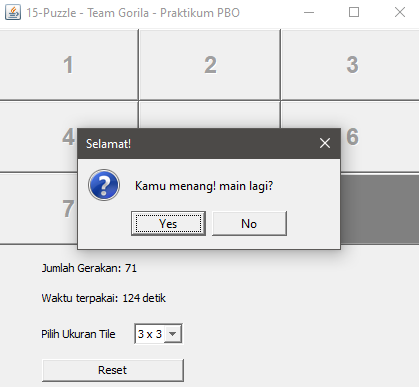 15-Puzzle - Team Gorila - Praktikum PBO
1 2 3
Selamat!
4 6
Kamu menang! main lagi?
7
Yes No
Jumlah Gerakan: 71
Waktu terpakai: 124 detik
Pilih Ukuran Tile 3 x 3
Reset